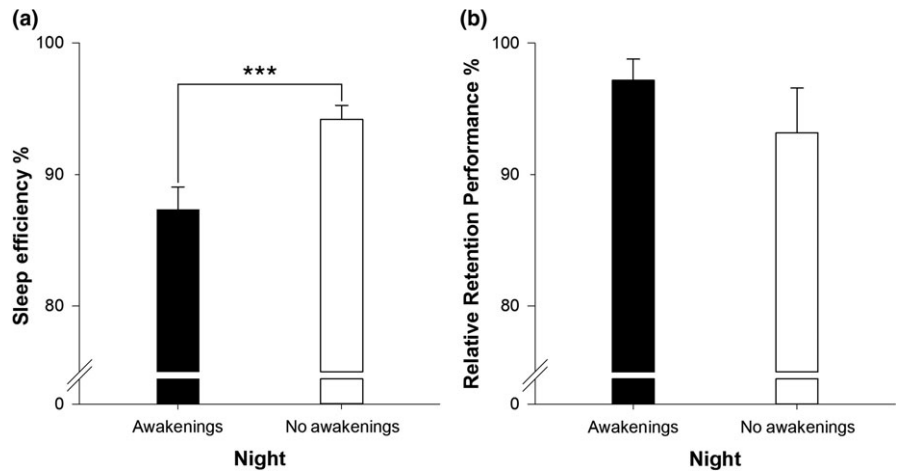 (a)
100
90
80
0
Sleep efficiency %
***
Awakenings
No awakenings
Night
(b)
100
90
80
0
Relative Retention Performance %
Awakenings
No awakenings
Night